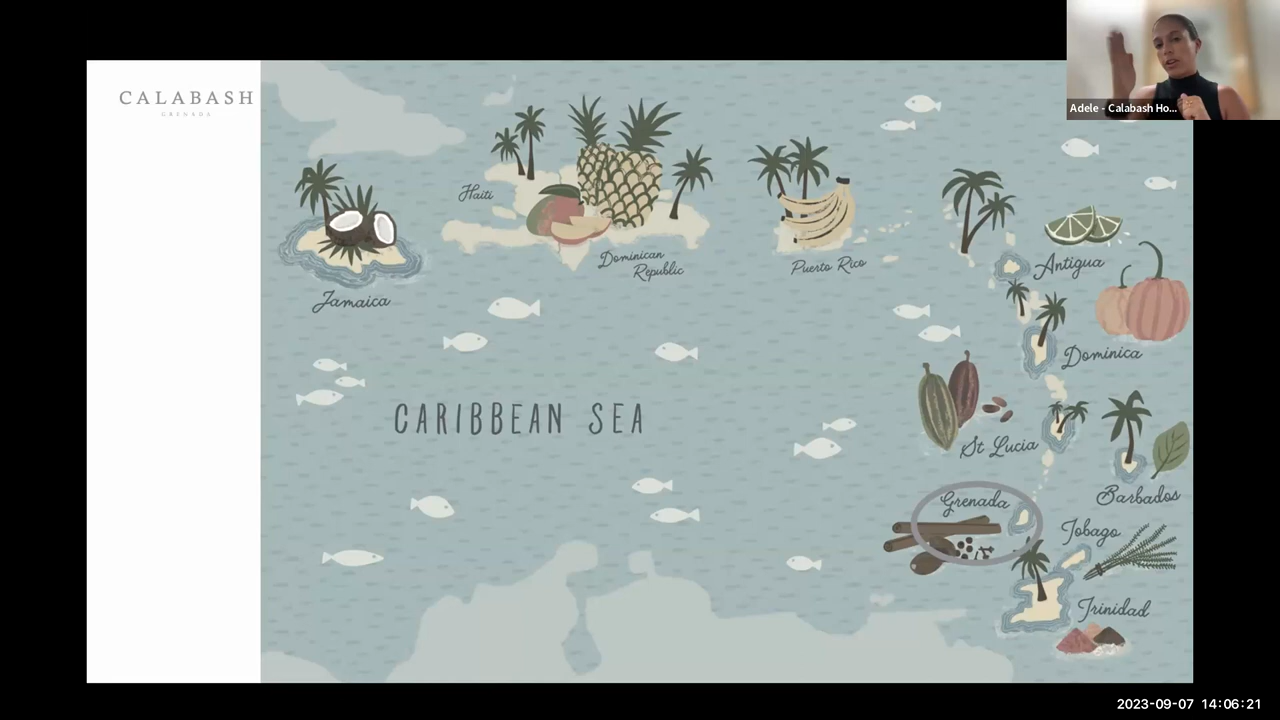 CALABASH
GRENADA
Adele - Calabash Ho...
Haiti
Dominican
Republic
Puerto Rico
Antigua
Jamaica
Dominica
CARIBBEAN SEA
St Lucia
Barbados
Grenada
Tobago
Trinidad
2023-09-07 14:06:21